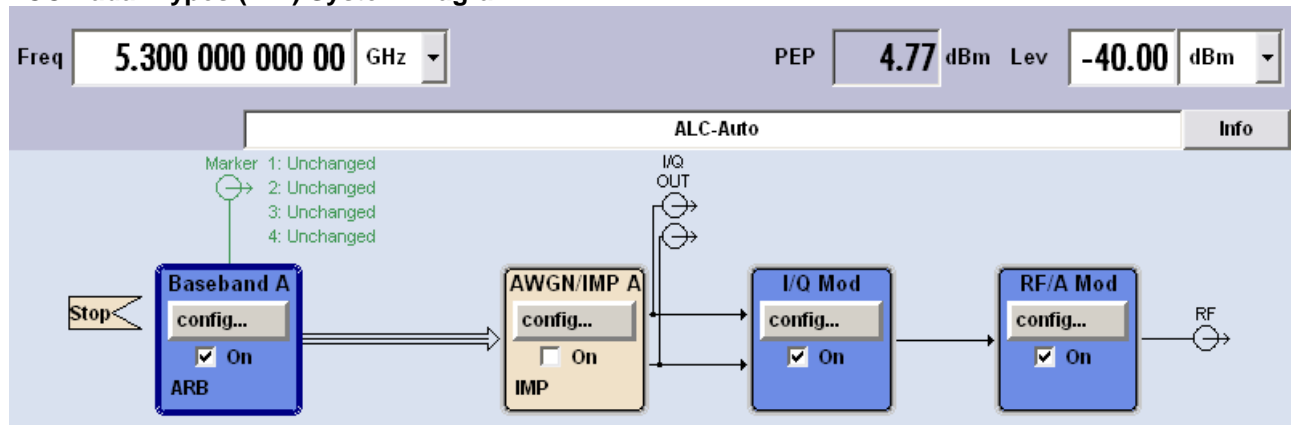 Freq 5.300 000 000 00 GHz PEP 4.77 dBm Lev -40.00 dBm
ALC-Auto Info
Marker 1: Unchanged
2: Unchanged
3: Unchanged
4: Unchanged
I/Q
OUT
Stop
Baseband A
config...
On
ARB
AWGN/IMP A
config...
On
IMP
I/Q Mod
config...
On
RF/A Mod
config...
On
RF